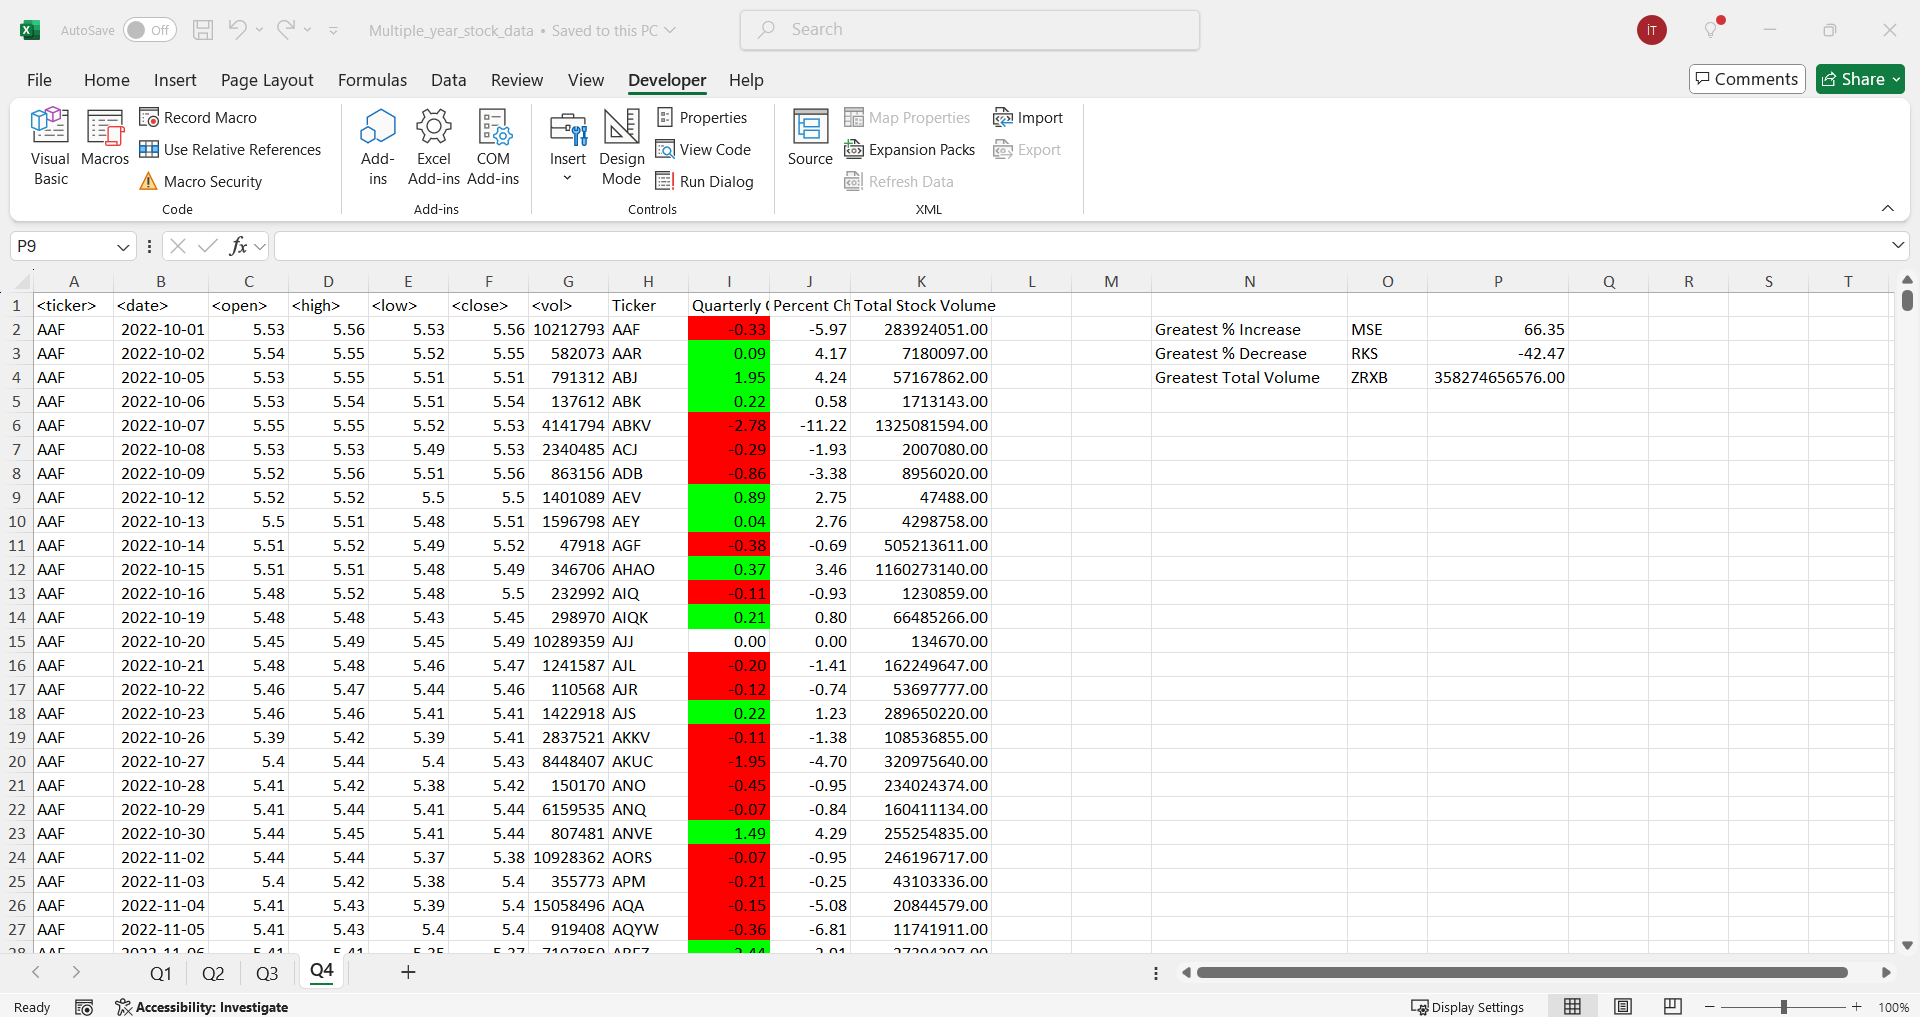 AutoSave Off Multiple_year_stock_data • Saved to this PC Search İT
File Home Insert Page Layout Formulas Data Review View Developer Help Comments Share
Visual Basic
Macros
Record Macro
Use Relative References
Macro Security
Code
Add-ins
Excel Add-ins
COM Add-ins
Add-ins
Insert
Design Mode
Properties
View Code
Run Dialog
Controls
Source
Map Properties
Expansion Packs
Refresh Data
Import
Export
XML
P9 fx
A B C D E F G H I J K L M N O P Q R S T
1 <ticker> <date> <open> <high> <low> <close> <vol> Ticker Quarterly Percent Ch Total Stock Volume
2 AAF 2022-10-01 5.53 5.56 5.53 5.56 10212793 AAF -0.33 -5.97 283924051.00 Greatest % Increase MSE 66.35
3 AAF 2022-10-02 5.54 5.55 5.52 5.55 582073 AAR 0.09 4.17 7180097.00 Greatest % Decrease RKS -42.47
4 AAF 2022-10-05 5.53 5.55 5.51 5.51 791312 ABJ 1.95 4.24 57167862.00 Greatest Total Volume ZRXB 358274656576.00
5 AAF 2022-10-06 5.53 5.54 5.51 5.54 137612 ABK 0.22 0.58 1713143.00
6 AAF 2022-10-07 5.55 5.55 5.52 5.53 4141794 ABKV -2.78 -11.22 1325081594.00
7 AAF 2022-10-08 5.53 5.53 5.49 5.53 2340485 ACJ -0.29 -1.93 2007080.00
8 AAF 2022-10-09 5.52 5.56 5.51 5.56 863156 ADB -0.86 -3.38 8956020.00
9 AAF 2022-10-12 5.52 5.52 5.5 5.5 1401089 AEV 0.89 2.75 47488.00
10 AAF 2022-10-13 5.5 5.51 5.48 5.51 1596798 AEY 0.04 2.76 4298758.00
11 AAF 2022-10-14 5.51 5.52 5.49 5.52 47918 AGF -0.38 -0.69 505213611.00
12 AAF 2022-10-15 5.51 5.51 5.48 5.49 346706 AHAO 0.37 3.46 1160273140.00
13 AAF 2022-10-16 5.48 5.52 5.48 5.5 232992 AIQ -0.11 -0.93 1230859.00
14 AAF 2022-10-19 5.48 5.48 5.43 5.45 298970 AIQK 0.21 0.80 66485266.00
15 AAF 2022-10-20 5.45 5.49 5.45 5.49 10289359 AJJ 0.00 0.00 134670.00
16 AAF 2022-10-21 5.48 5.48 5.46 5.47 1241587 AJL -0.20 -1.41 162249647.00
17 AAF 2022-10-22 5.46 5.47 5.44 5.46 110568 AJR -0.12 -0.74 53697777.00
18 AAF 2022-10-23 5.46 5.46 5.41 5.41 1422918 AJS 0.22 1.23 289650220.00
19 AAF 2022-10-26 5.39 5.42 5.39 5.41 2837521 AKKV -0.11 -1.38 108536855.00
20 AAF 2022-10-27 5.4 5.44 5.4 5.43 8448407 AKUC -1.95 -4.70 320975640.00
21 AAF 2022-10-28 5.41 5.42 5.38 5.42 150170 ANO -0.45 -0.95 234024374.00
22 AAF 2022-10-29 5.41 5.44 5.41 5.44 6159535 ANQ -0.07 -0.84 160411134.00
23 AAF 2022-10-30 5.44 5.45 5.41 5.44 807481 ANVE 1.49 4.29 255254835.00
24 AAF 2022-11-02 5.44 5.44 5.37 5.38 10928362 AORS -0.07 -0.95 246196717.00
25 AAF 2022-11-03 5.4 5.42 5.38 5.4 355773 APM -0.21 -0.25 43103336.00
26 AAF 2022-11-04 5.41 5.43 5.39 5.4 15058496 AQA -0.15 -5.08 20844579.00
27 AAF 2022-11-05 5.41 5.43 5.4 5.4 919408 AQYW -0.36 -6.81 11741911.00
Q1 Q2 Q3 Q4
Ready Accessibility: Investigate Display Settings 100%